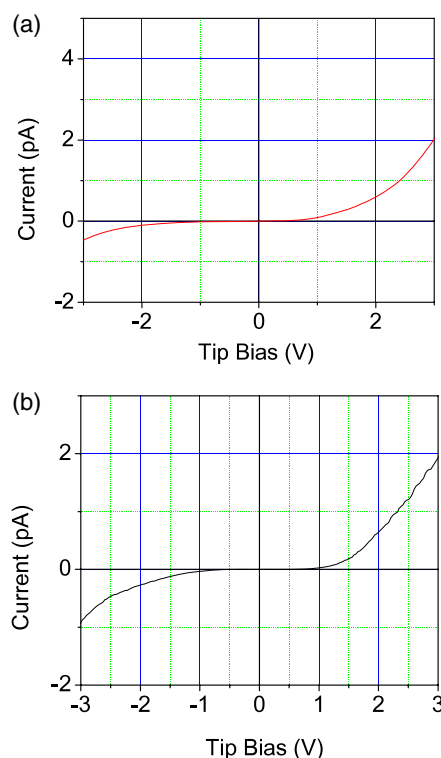 (a)
4
2
0
-2
Current (pA)
-2 0 2
Tip Bias (V)
(b)
2
0
-2
Current (pA)
-3 -2 -1 0 1 2 3
Tip Bias (V)